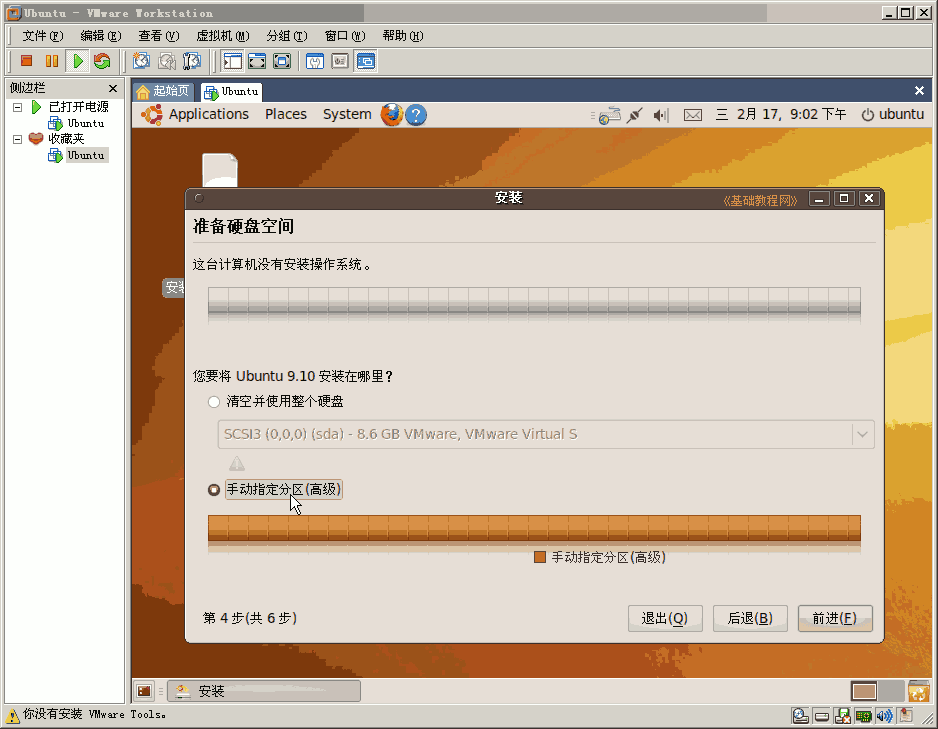 Ubuntu - VMware Workstation
文件(F) 编辑(E) 查看(V) 虚拟机(M) 分组(T) 窗口(W) 帮助(H)
侧边栏
已打开电源
Ubuntu
收藏夹
Ubuntu
起始页 Ubuntu
Applications Places System 三 2月 17, 9:02 下午 ubuntu
安装 《基础教程网》
准备硬盘空间
这台计算机没有安装操作系统。
安装
您要将 Ubuntu 9.10 安装在哪里?
清空并使用整个硬盘
SCSI3 (0,0,0) (sda) - 8.6 GB VMware, VMware Virtual S
手动指定分区(高级)
手动指定分区(高级)
第 4 步(共 6 步) 退出(Q) 后退(B) 前进(F)
安装
你没有安装 VMware Tools。